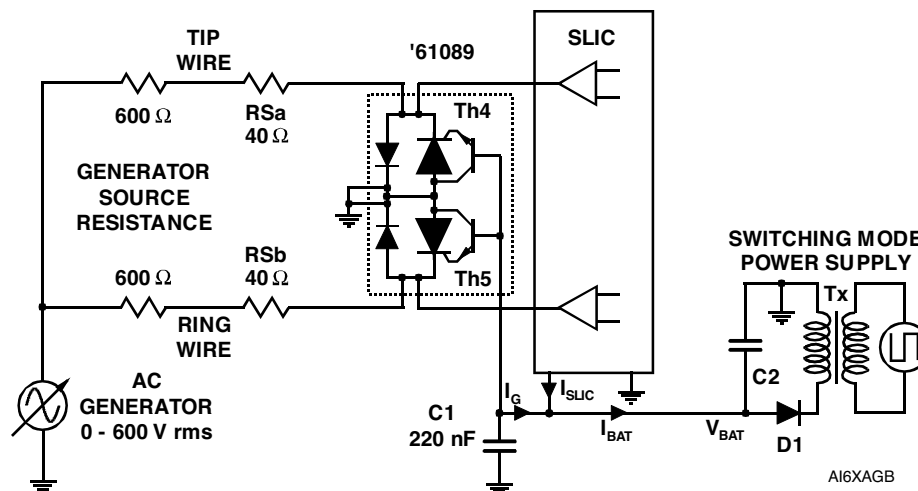 TIP
WIRE
'61089
SLIC
600 Ω
RSa
40 Ω
Th4
GENERATOR
SOURCE
RESISTANCE
RSb
40 Ω
600 Ω
Th5
RING
WIRE
AC
GENERATOR
0 - 600 V rms
SWITCHING MODE
POWER SUPPLY
Tx
C2
C1
220 nF
IG
ISLIC
IBAT
VBAT
D1
AI6XAGB